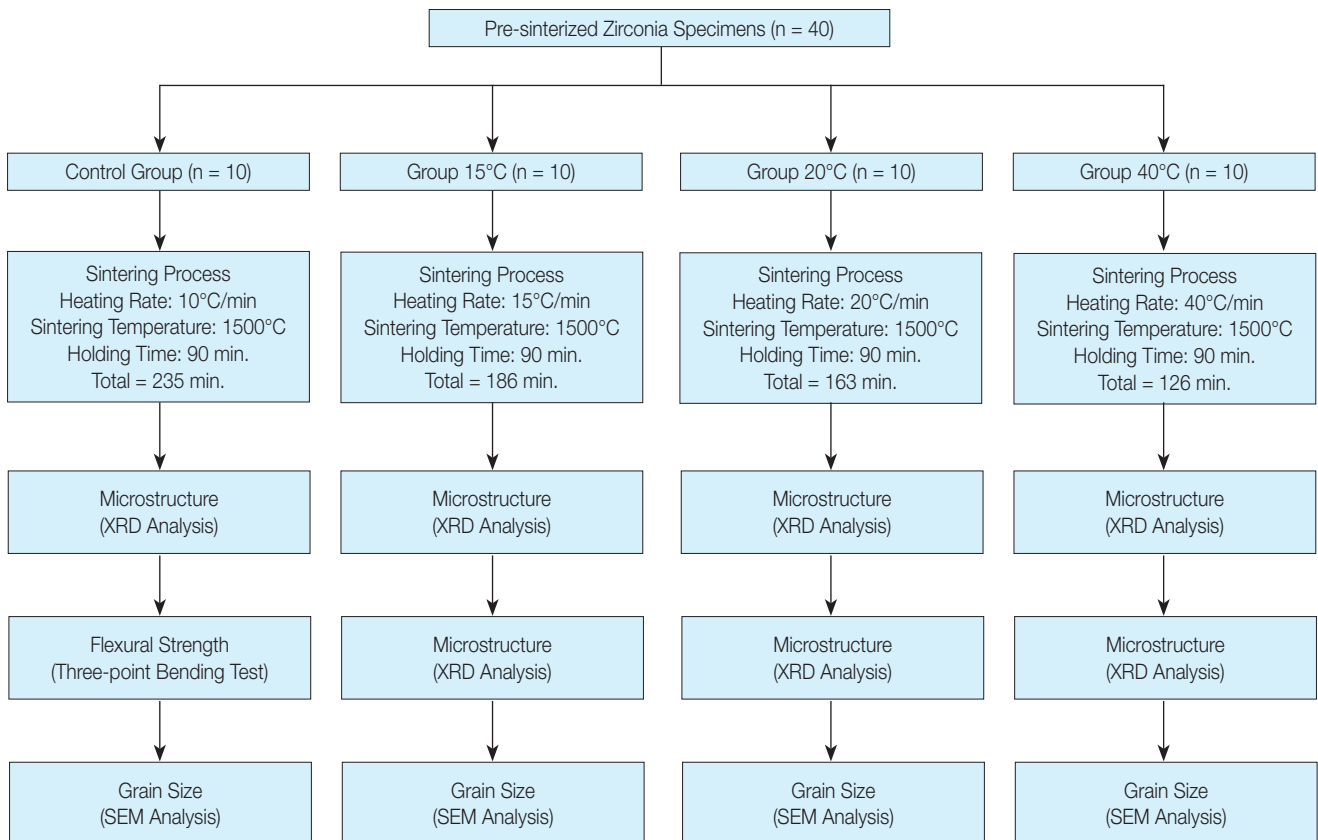 Pre-sinterized Zirconia Specimens (n = 40)
Control Group (n = 10)
Group 15°C (n = 10)
Group 20°C (n = 10)
Group 40°C (n = 10)
Sintering Process
Heating Rate: 10°C/min
Sintering Temperature: 1500°C
Holding Time: 90 min.
Total = 235 min.
Sintering Process
Heating Rate: 15°C/min
Sintering Temperature: 1500°C
Holding Time: 90 min.
Total = 186 min.
Sintering Process
Heating Rate: 20°C/min
Sintering Temperature: 1500°C
Holding Time: 90 min.
Total = 163 min.
Sintering Process
Heating Rate: 40°C/min
Sintering Temperature: 1500°C
Holding Time: 90 min.
Total = 126 min.
Microstructure
(XRD Analysis)
Microstructure
(XRD Analysis)
Microstructure
(XRD Analysis)
Microstructure
(XRD Analysis)
Flexural Strength
(Three-point Bending Test)
Microstructure
(XRD Analysis)
Microstructure
(XRD Analysis)
Microstructure
(XRD Analysis)
Grain Size
(SEM Analysis)
Grain Size
(SEM Analysis)
Grain Size
(SEM Analysis)
Grain Size
(SEM Analysis)